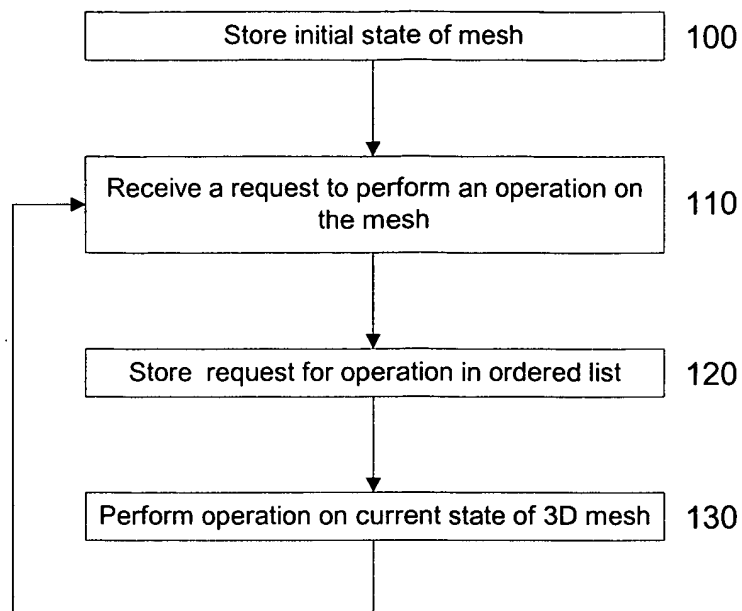 Store initial state of mesh 100
Receive a request to perform an operation on
the mesh
110
Store request for operation in ordered list 120
Perform operation on current state of 3D mesh 130